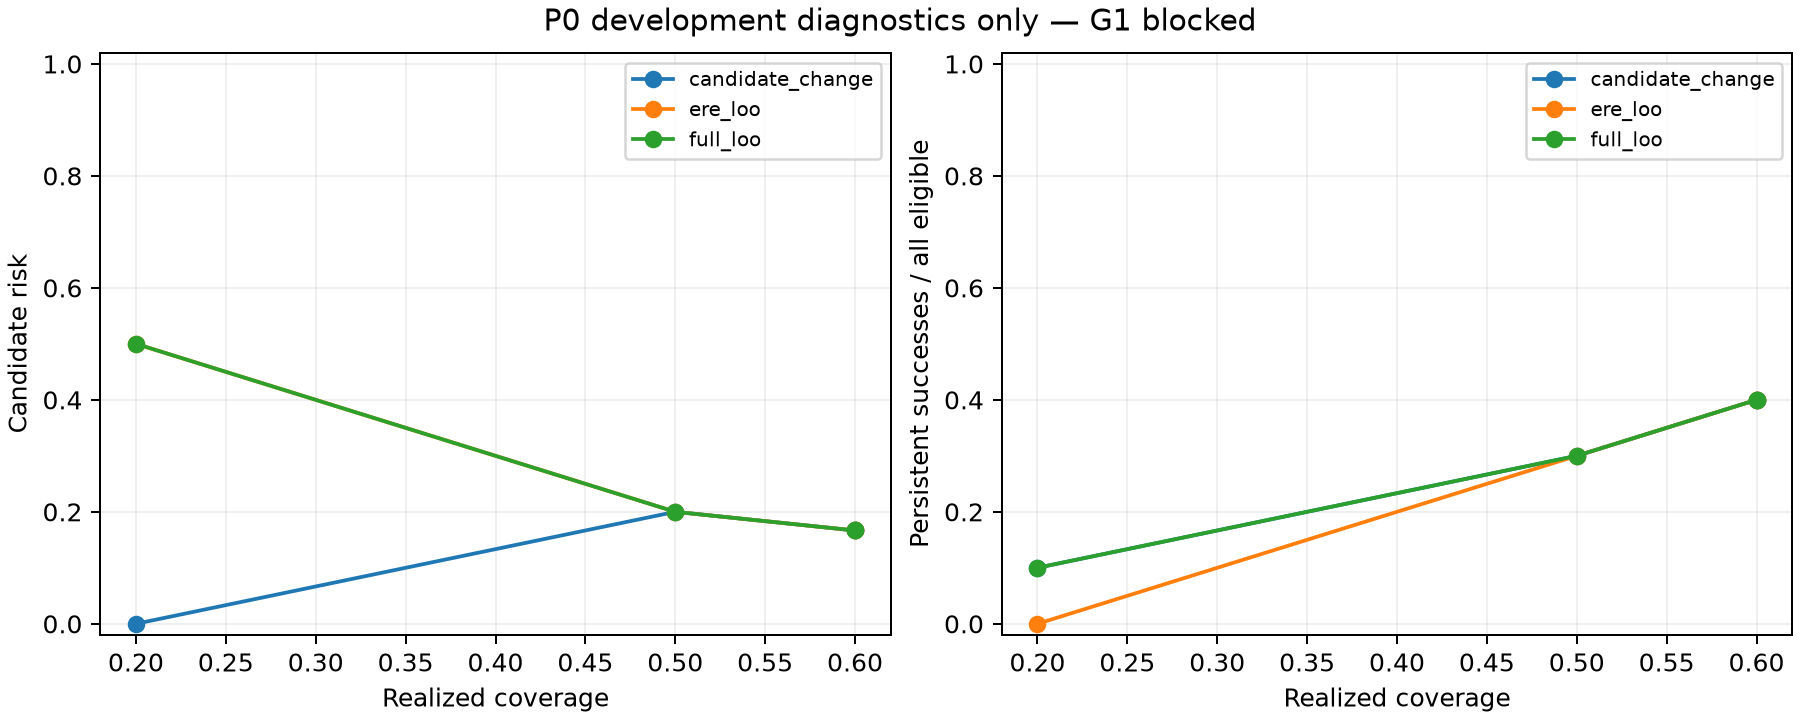 P0 development diagnostics only — G1 blocked
Candidate risk
1.0
0.8
0.6
0.4
0.2
0.0
candidate_change
ere_loo
full_loo
0.20 0.25 0.30 0.35 0.40 0.45 0.50 0.55 0.60
Realized coverage
Persistent successes / all eligible
1.0
0.8
0.6
0.4
0.2
0.0
candidate_change
ere_loo
full_loo
0.20 0.25 0.30 0.35 0.40 0.45 0.50 0.55 0.60
Realized coverage